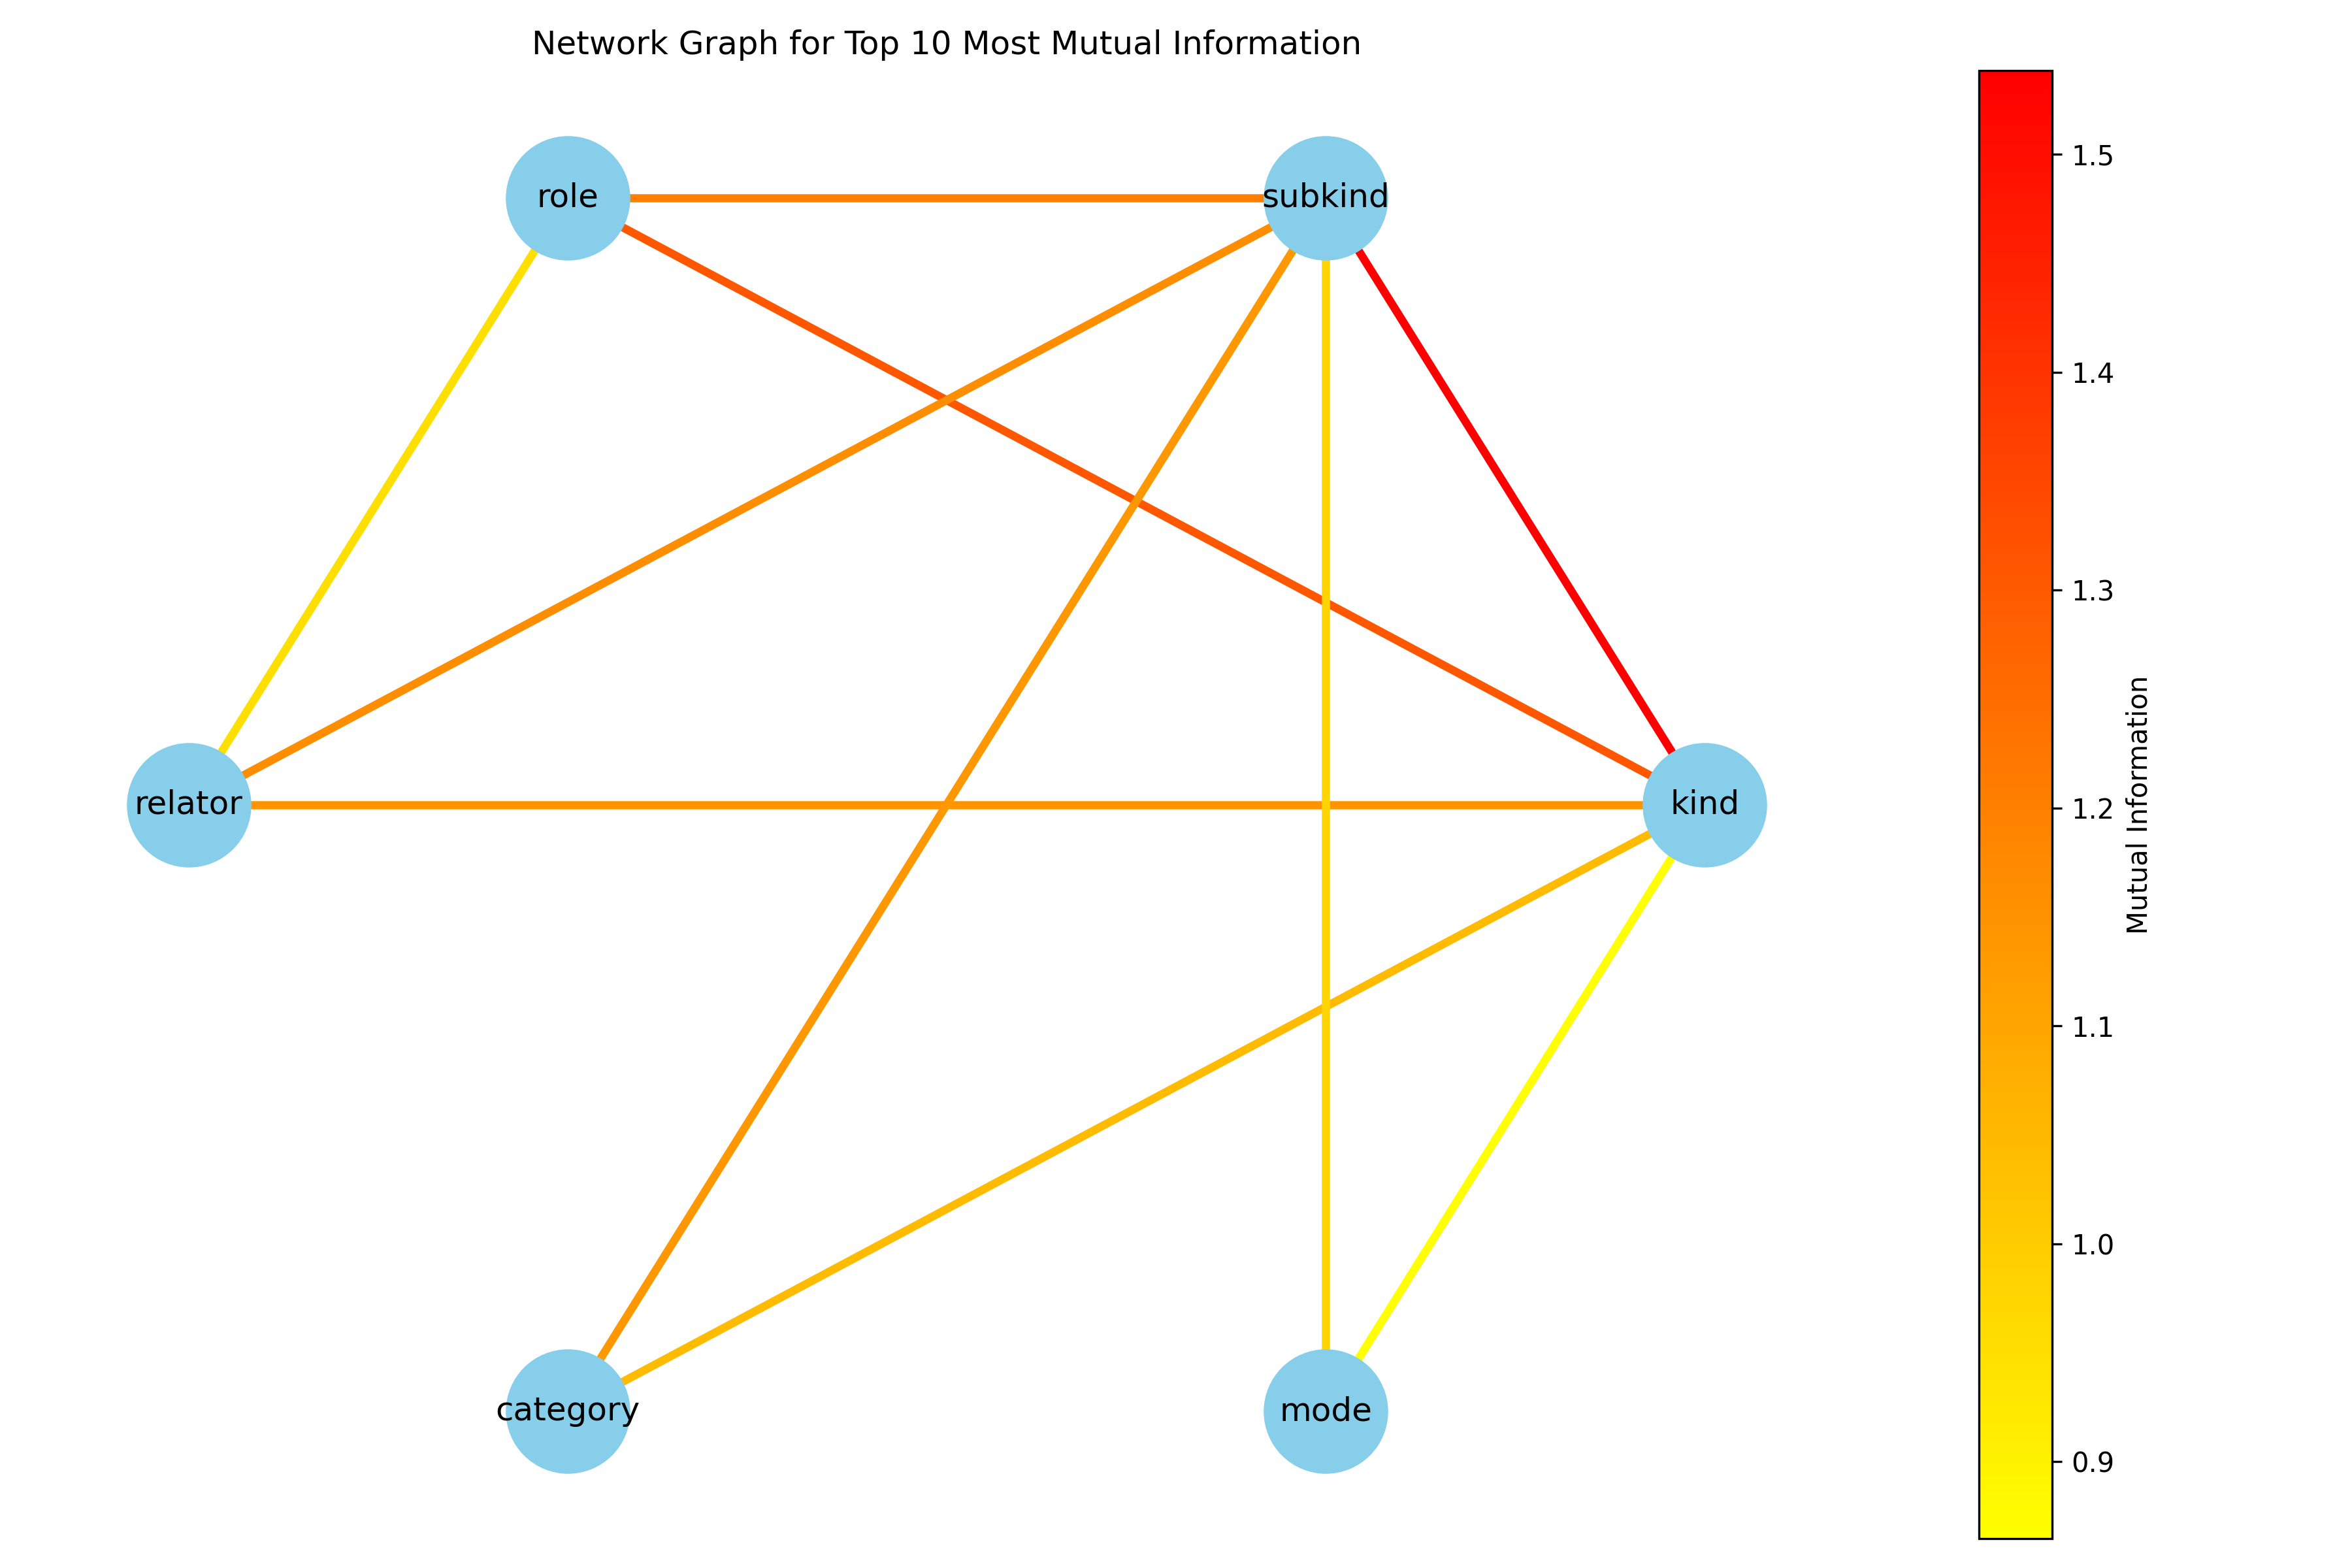 Network Graph for Top 10 Most Mutual Information
role
subkind
relator
kind
category
mode
1.5
1.4
1.3
1.2
1.1
1.0
0.9
Mutual Information